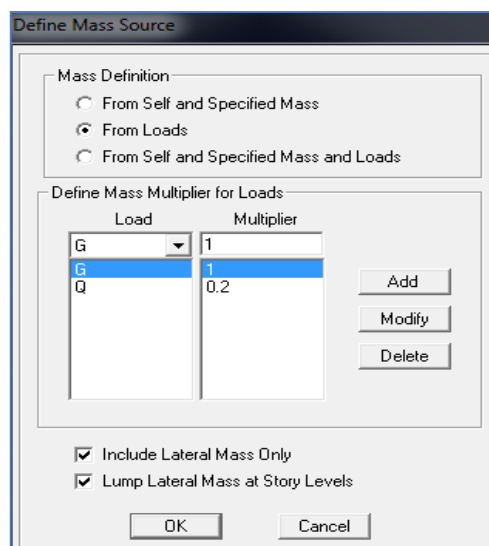 Define Mass Source
Mass Definition
From Self and Specified Mass
From Loads
From Self and Specified Mass and Loads
Define Mass Multiplier for Loads
Load Multiplier
G 1
G 1
Q 0.2
Add
Modify
Delete
Include Lateral Mass Only
Lump Lateral Mass at Story Levels
OK Cancel